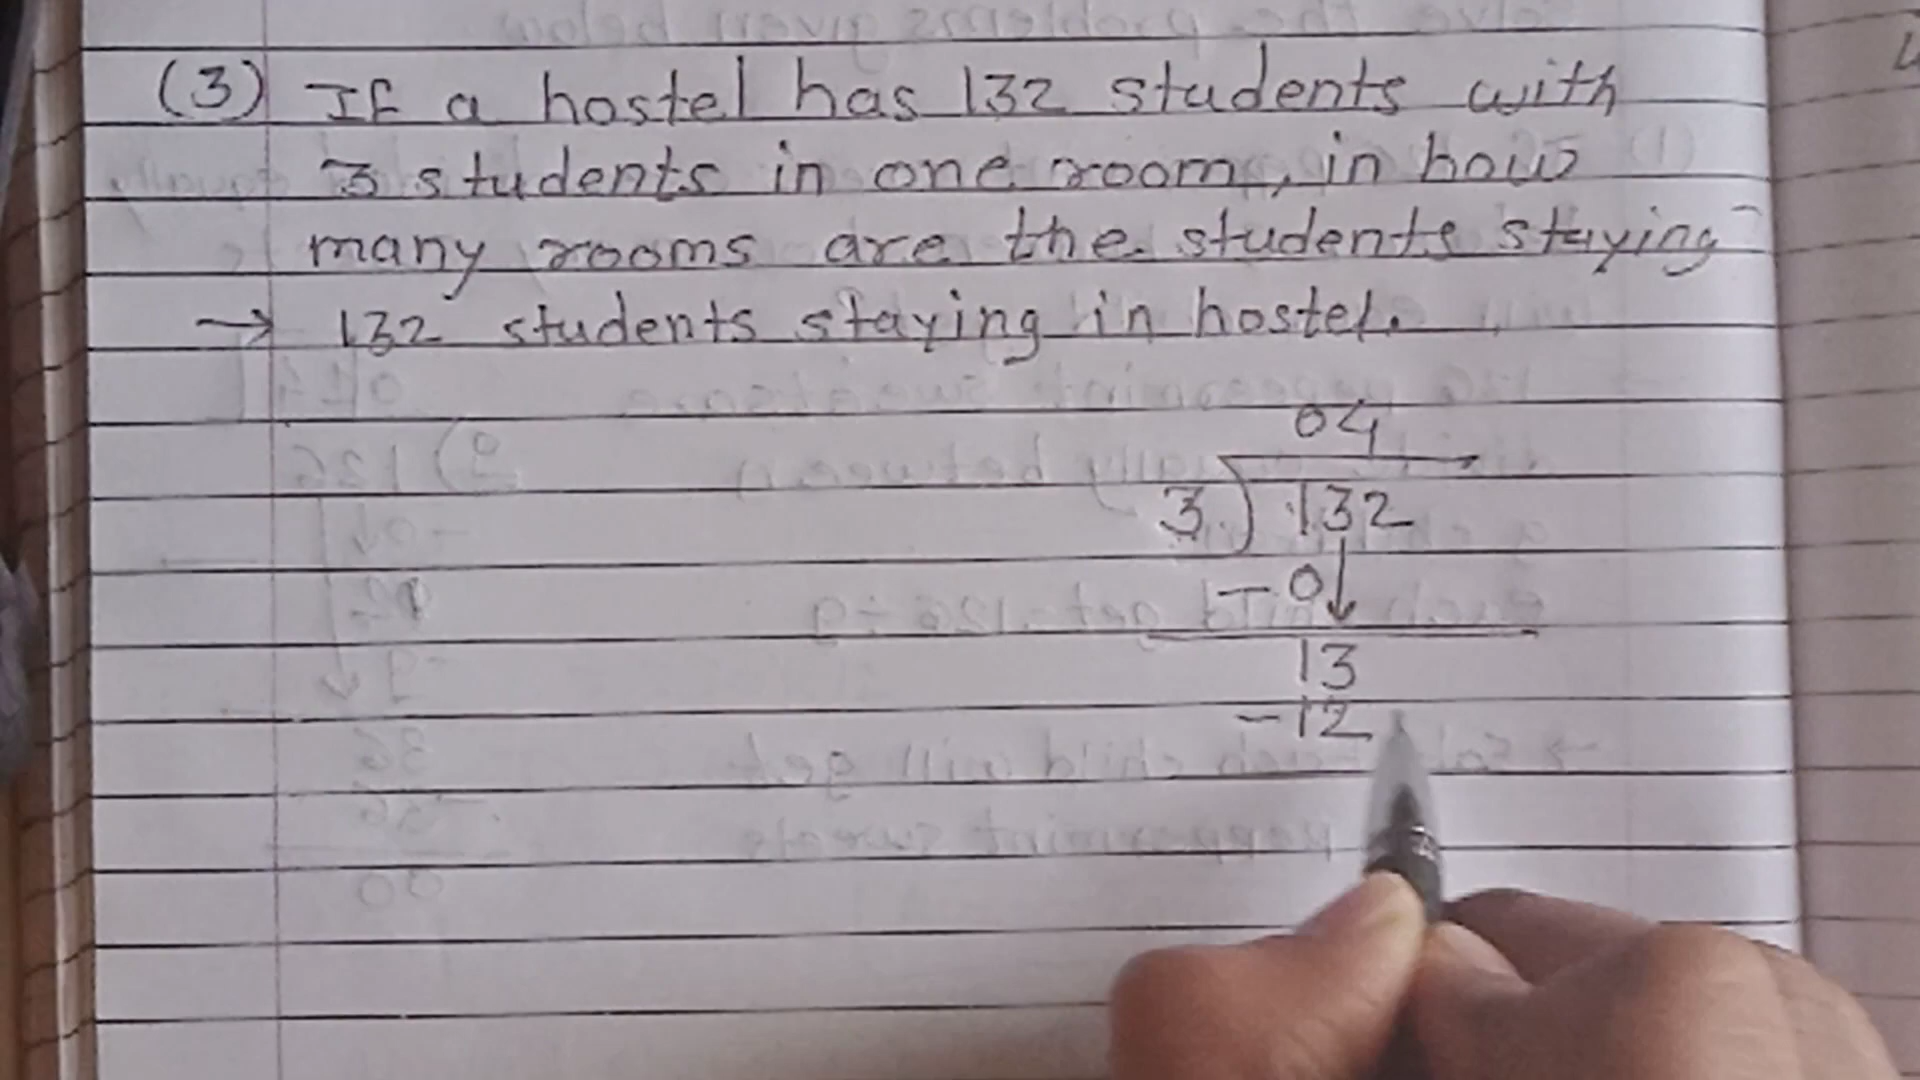 (3) If a hostel has 132 students with
3 students in one room, in how
many rooms are the students staying
→ 132 students staying in hostel.
04
3) 132
- 0↓
13
- 12